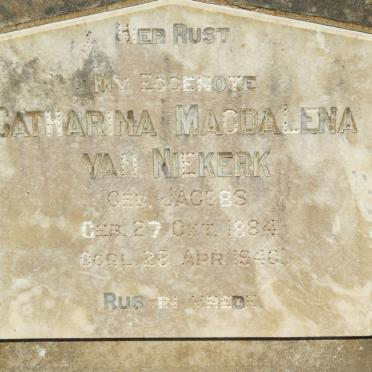 HIER RUST
MY EGGENOTE
CATHARINA MAGDALENA
VAN NIEKERK
GEB. JACOBS
GEB. 27 OKT. 1884
OORL. 28 APR. 1946.
RUS IN VREDE.